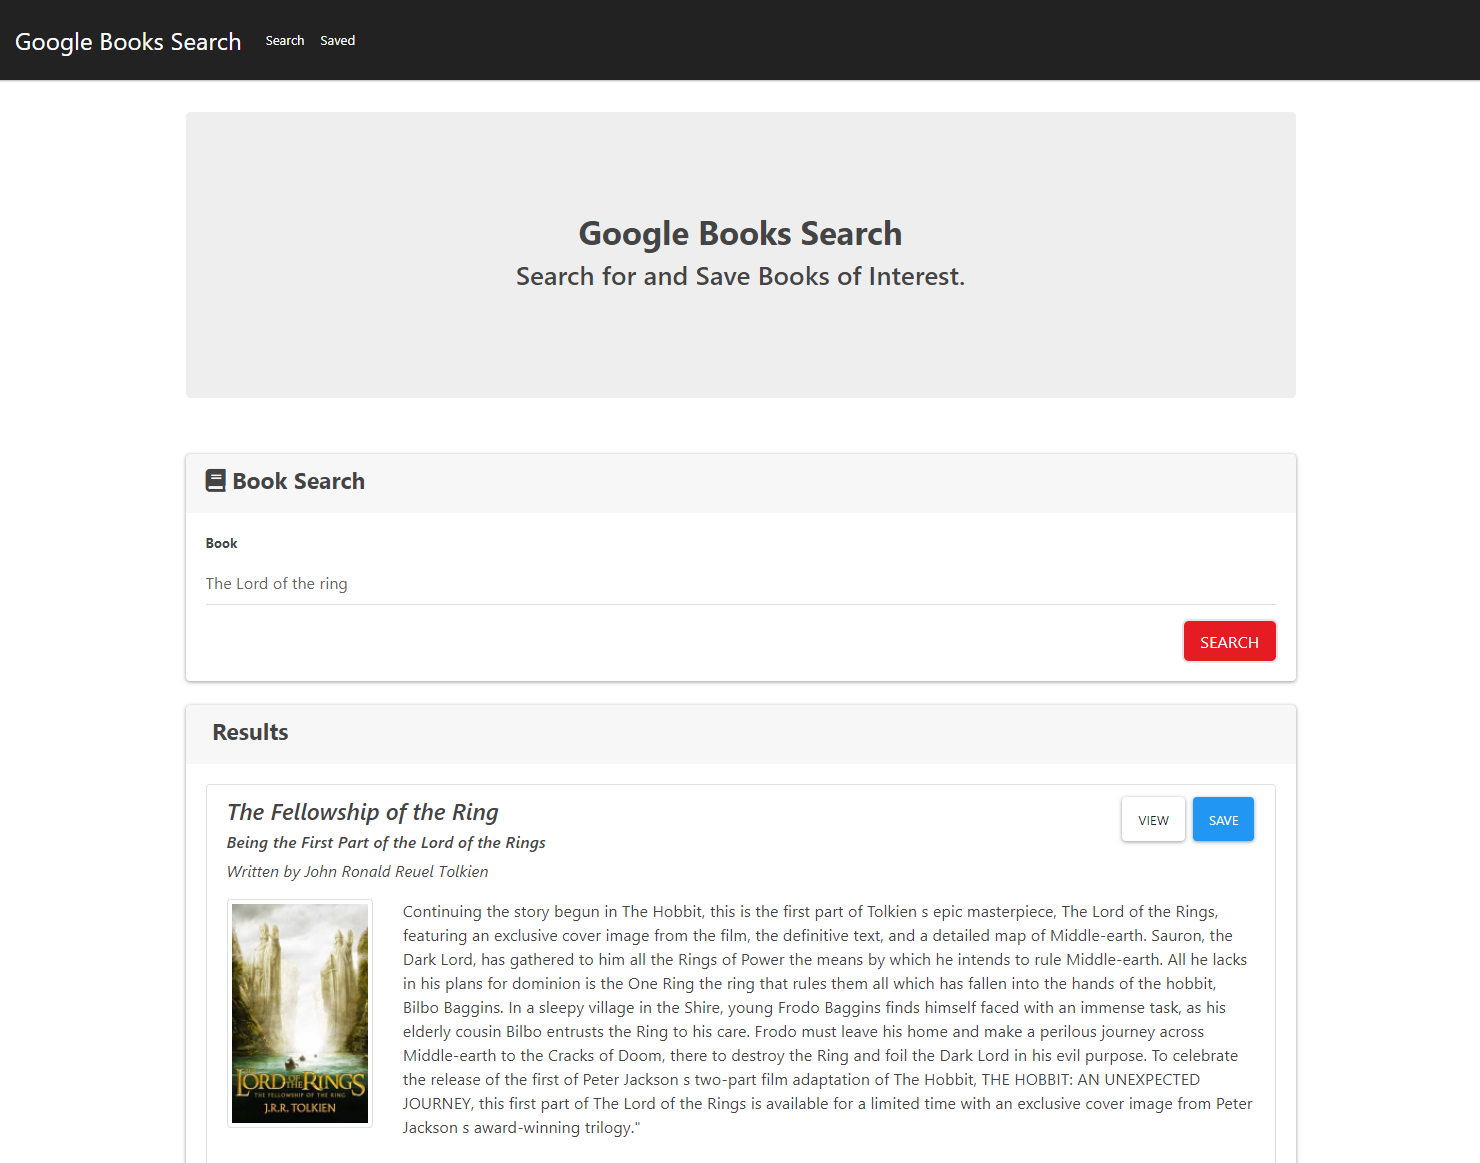 Google Books Search Search Saved
Google Books Search
Search for and Save Books of Interest.
Book Search
Book
The Lord of the ring
SEARCH
Results
The Fellowship of the Ring
VIEW SAVE
Being the First Part of the Lord of the Rings
Written by John Ronald Reuel Tolkien
Continuing the story begun in The Hobbit, this is the first part of Tolkien s epic masterpiece, The Lord of the Rings,
featuring an exclusive cover image from the film, the definitive text, and a detailed map of Middle-earth. Sauron, the
Dark Lord, has gathered to him all the Rings of Power the means by which he intends to rule Middle-earth. All he lacks
in his plans for dominion is the One Ring the ring that rules them all which has fallen into the hands of the hobbit,
Bilbo Baggins. In a sleepy village in the Shire, young Frodo Baggins finds himself faced with an immense task, as his
elderly cousin Bilbo entrusts the Ring to his care. Frodo must leave his home and make a perilous journey across
Middle-earth to the Cracks of Doom, there to destroy the Ring and foil the Dark Lord in his evil purpose. To celebrate
the release of the first of Peter Jackson s two-part film adaptation of The Hobbit, THE HOBBIT: AN UNEXPECTED
JOURNEY, this first part of The Lord of the Rings is available for a limited time with an exclusive cover image from Peter
Jackson s award-winning trilogy."
THE LORD OF THE RINGS
THE FELLOWSHIP OF THE RING
J.R.R. TOLKIEN